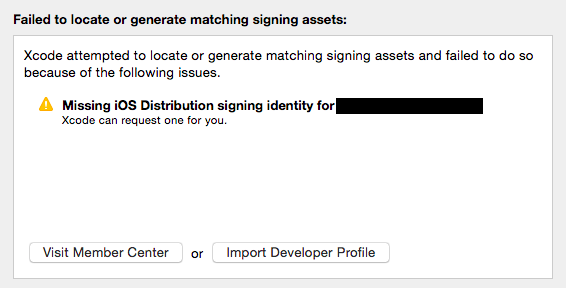 Failed to locate or generate matching signing assets:
Xcode attempted to locate or generate matching signing assets and failed to do so
because of the following issues.
Missing iOS Distribution signing identity for
Xcode can request one for you.
Visit Member Center or Import Developer Profile